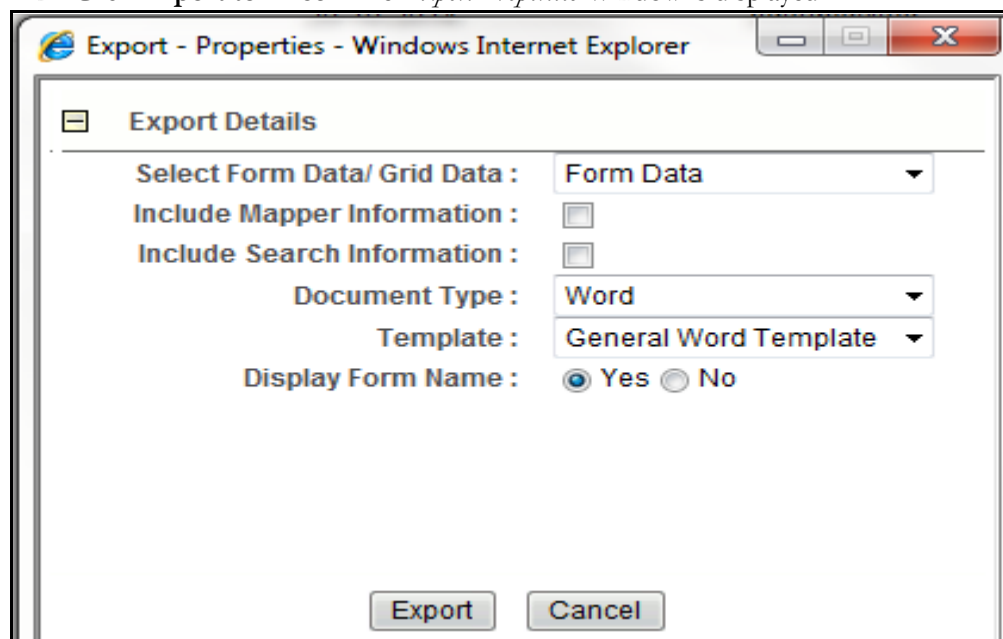 Export - Properties - Windows Internet Explorer
Export Details
Select Form Data/ Grid Data : Form Data
Include Mapper Information :
Include Search Information :
Document Type : Word
Template : General Word Template
Display Form Name : Yes No
Export Cancel